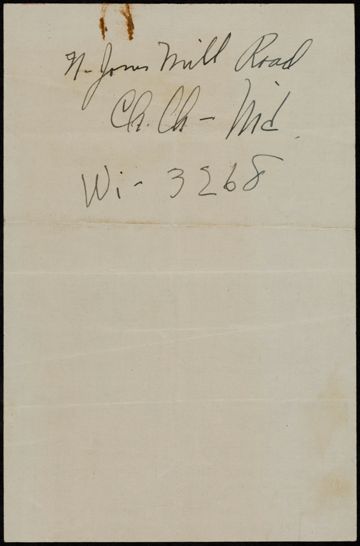 N- Jones Mill Road
Ch. Ch - Md.
Wi - 3268